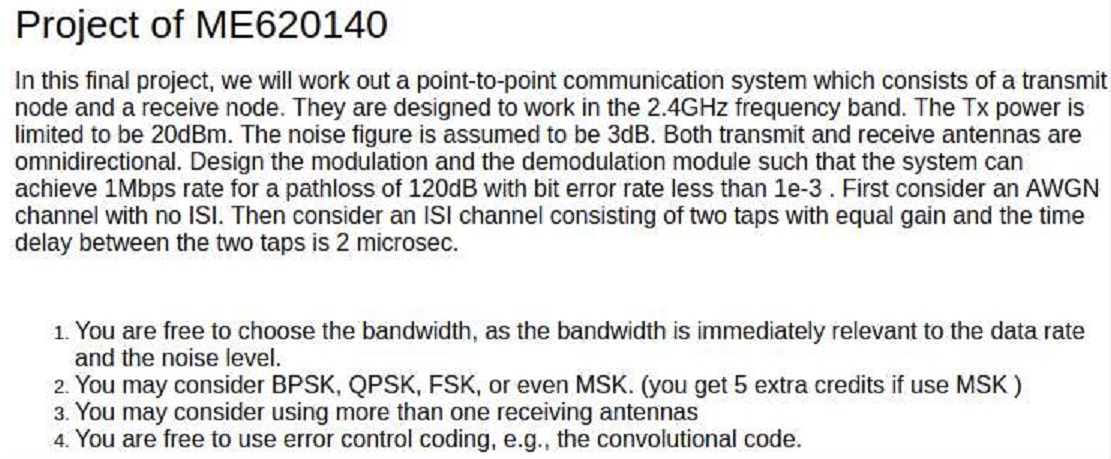 Project of ME620140
In this final project, we will work out a point-to-point communication system which consists of a transmit
node and a receive node. They are designed to work in the 2.4GHz frequency band. The Tx power is
limited to be 20dBm. The noise figure is assumed to be 3dB. Both transmit and receive antennas are
omnidirectional. Design the modulation and the demodulation module such that the system can
achieve 1Mbps rate for a pathloss of 120dB with bit error rate less than 1e-3 . First consider an AWGN
channel with no ISI. Then consider an ISI channel consisting of two taps with equal gain and the time
delay between the two taps is 2 microsec.
1. You are free to choose the bandwidth, as the bandwidth is immediately relevant to the data rate
and the noise level.
2. You may consider BPSK, QPSK, FSK, or even MSK. (you get 5 extra credits if use MSK )
3. You may consider using more than one receiving antennas
4. You are free to use error control coding, e.g., the convolutional code.